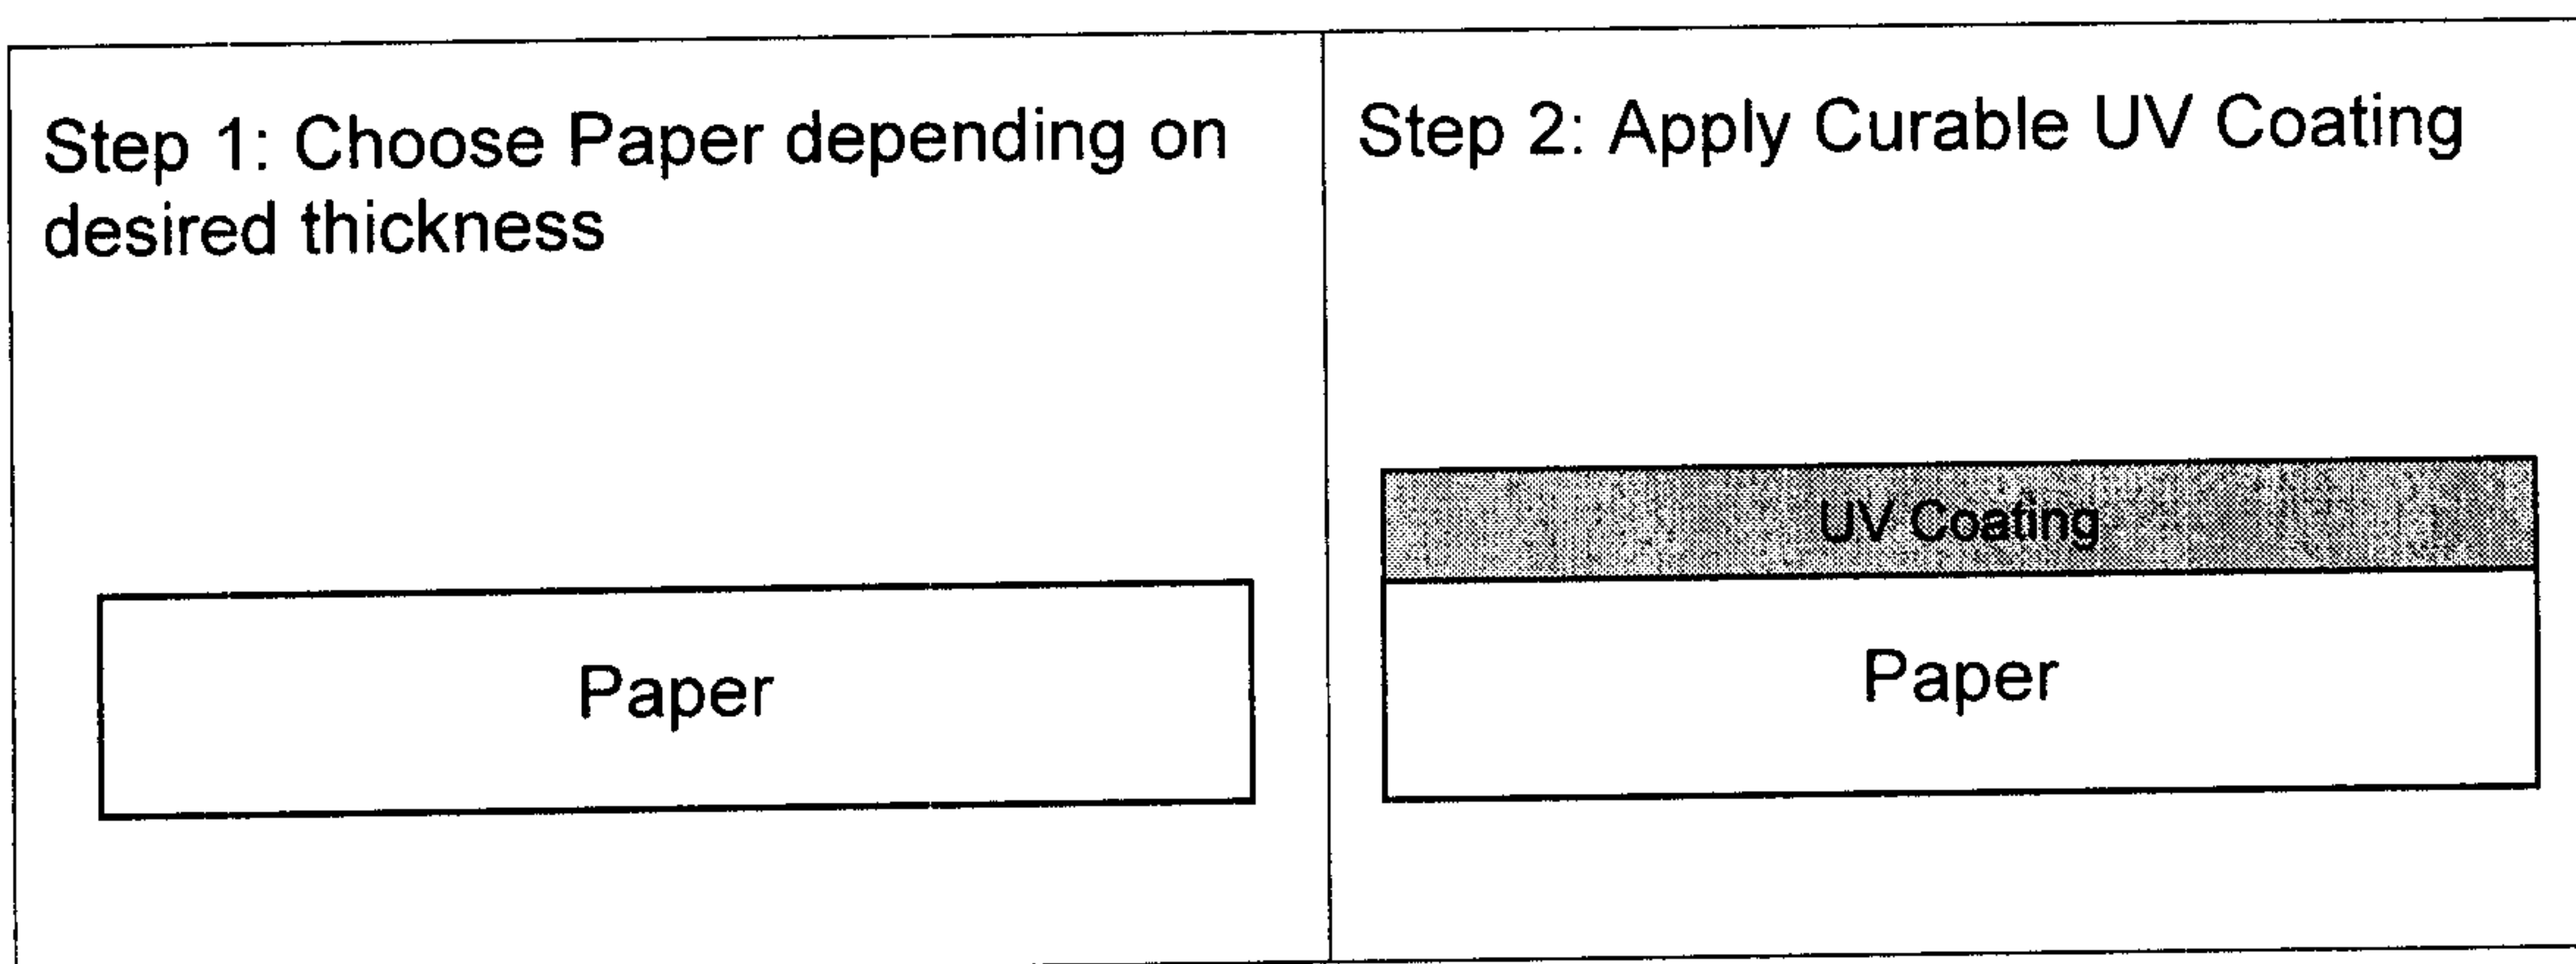 Step 1: Choose Paper depending on
desired thickness
Paper
Step 2: Apply Curable UV Coating
UV Coating
Paper